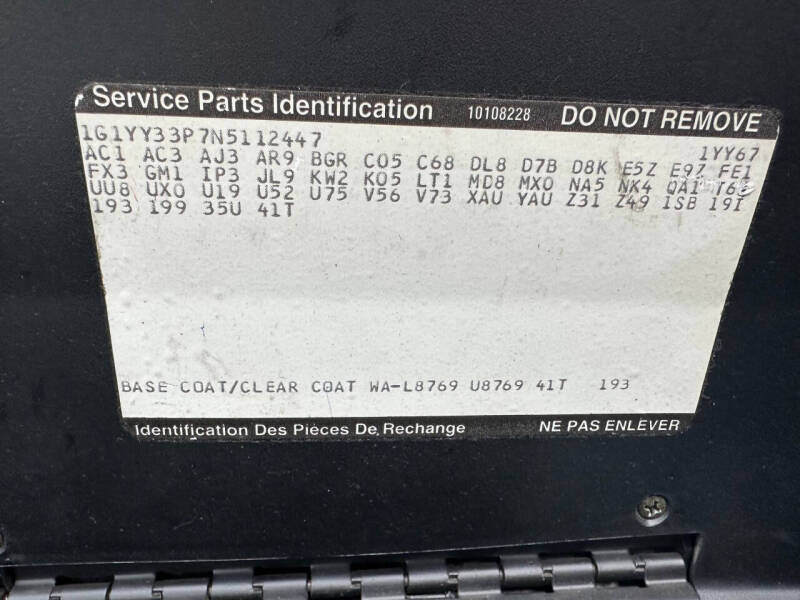 Service Parts Identification 10108228 DO NOT REMOVE
1G1YY33P7N5112447 1YY67
AC1 AC3 AJ3 AR9 BGR C05 C68 DL8 D7B D8K E5Z E9Z FE1
FX3 GM1 IP3 JL9 KW2 K05 LT1 MD8 MX0 NA5 NK4 QA1
UU8 UX0 U19 U52 U75 V56 V73 XAU YAU Z31 Z49 1SB 19I
193 199 35U 41T
BASE COAT/CLEAR COAT WA-L8769 U8769 41T 193
Identification Des Pièces De Rechange NE PAS ENLEVER